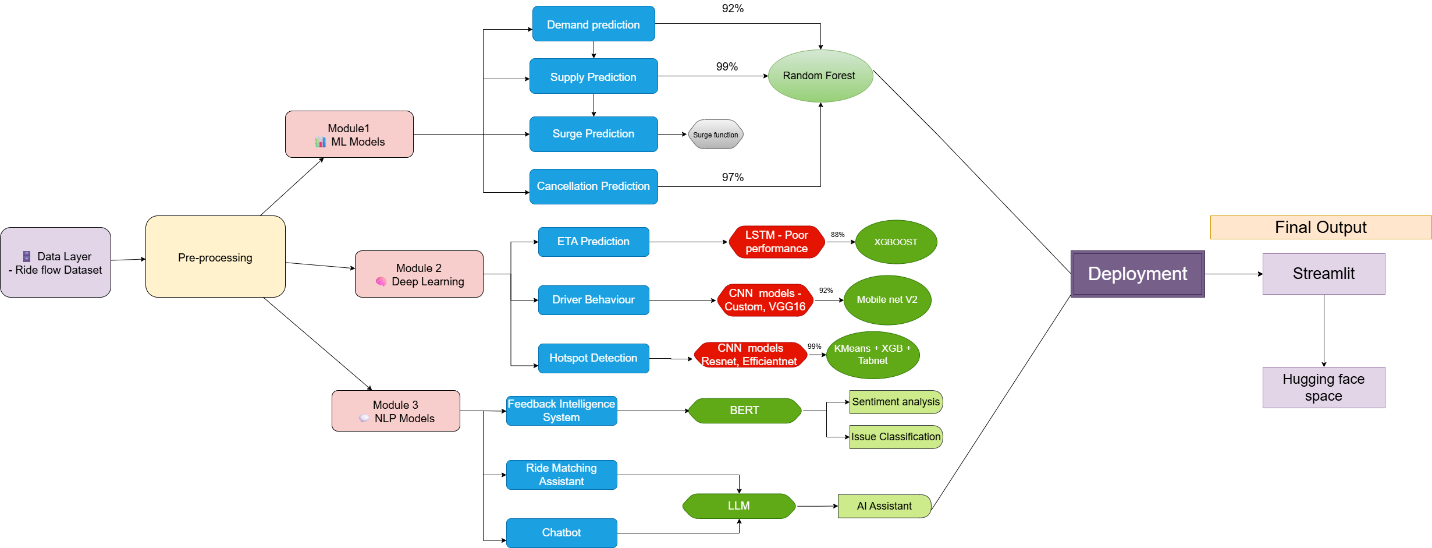 Data Layer
- Ride flow Dataset
Pre-processing
Module1
ML Models
Demand prediction
92%
Supply Prediction
99%
Random Forest
Surge Prediction
Surge function
Cancellation Prediction
97%
Module 2
Deep Learning
ETA Prediction
LSTM - Poor
performance
88%
XGBOOST
Driver Behaviour
CNN models -
Custom, VGG16
92%
Mobile net V2
Hotspot Detection
CNN models
Resnet, Efficientnet
99%
KMeans + XGB +
Tabnet
Module 3
NLP Models
Feedback Intelligence
System
BERT
Sentiment analysis
Issue Classification
Ride Matching
Assistant
LLM
AI Assistant
Chatbot
Deployment
Final Output
Streamlit
Hugging face
space